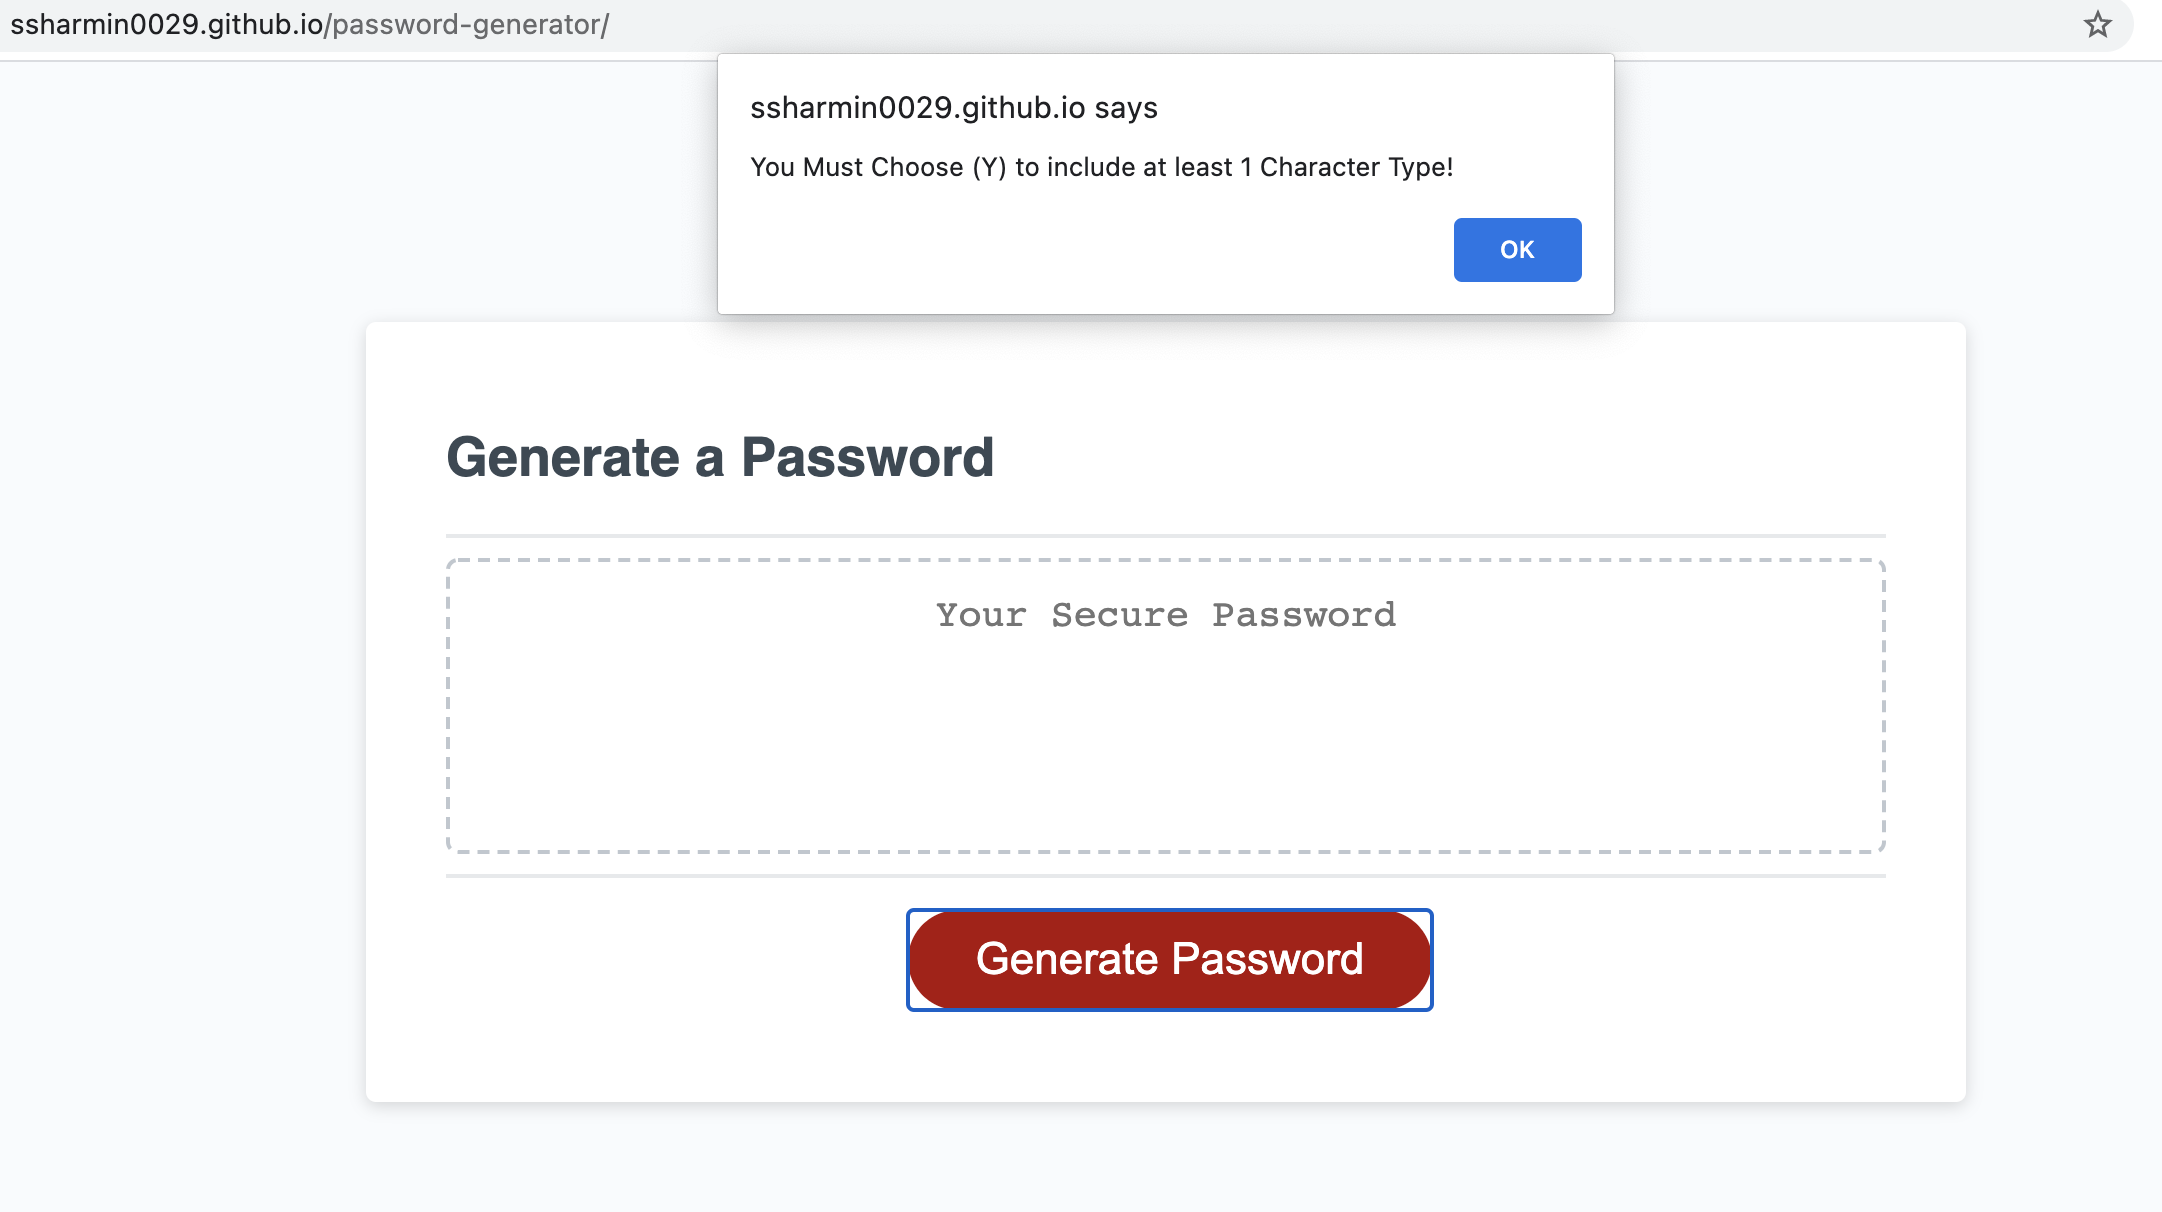 ssharmin0029.github.io/password-generator/
ssharmin0029.github.io says
You Must Choose (Y) to include at least 1 Character Type!
OK
Generate a Password
Your Secure Password
Generate Password